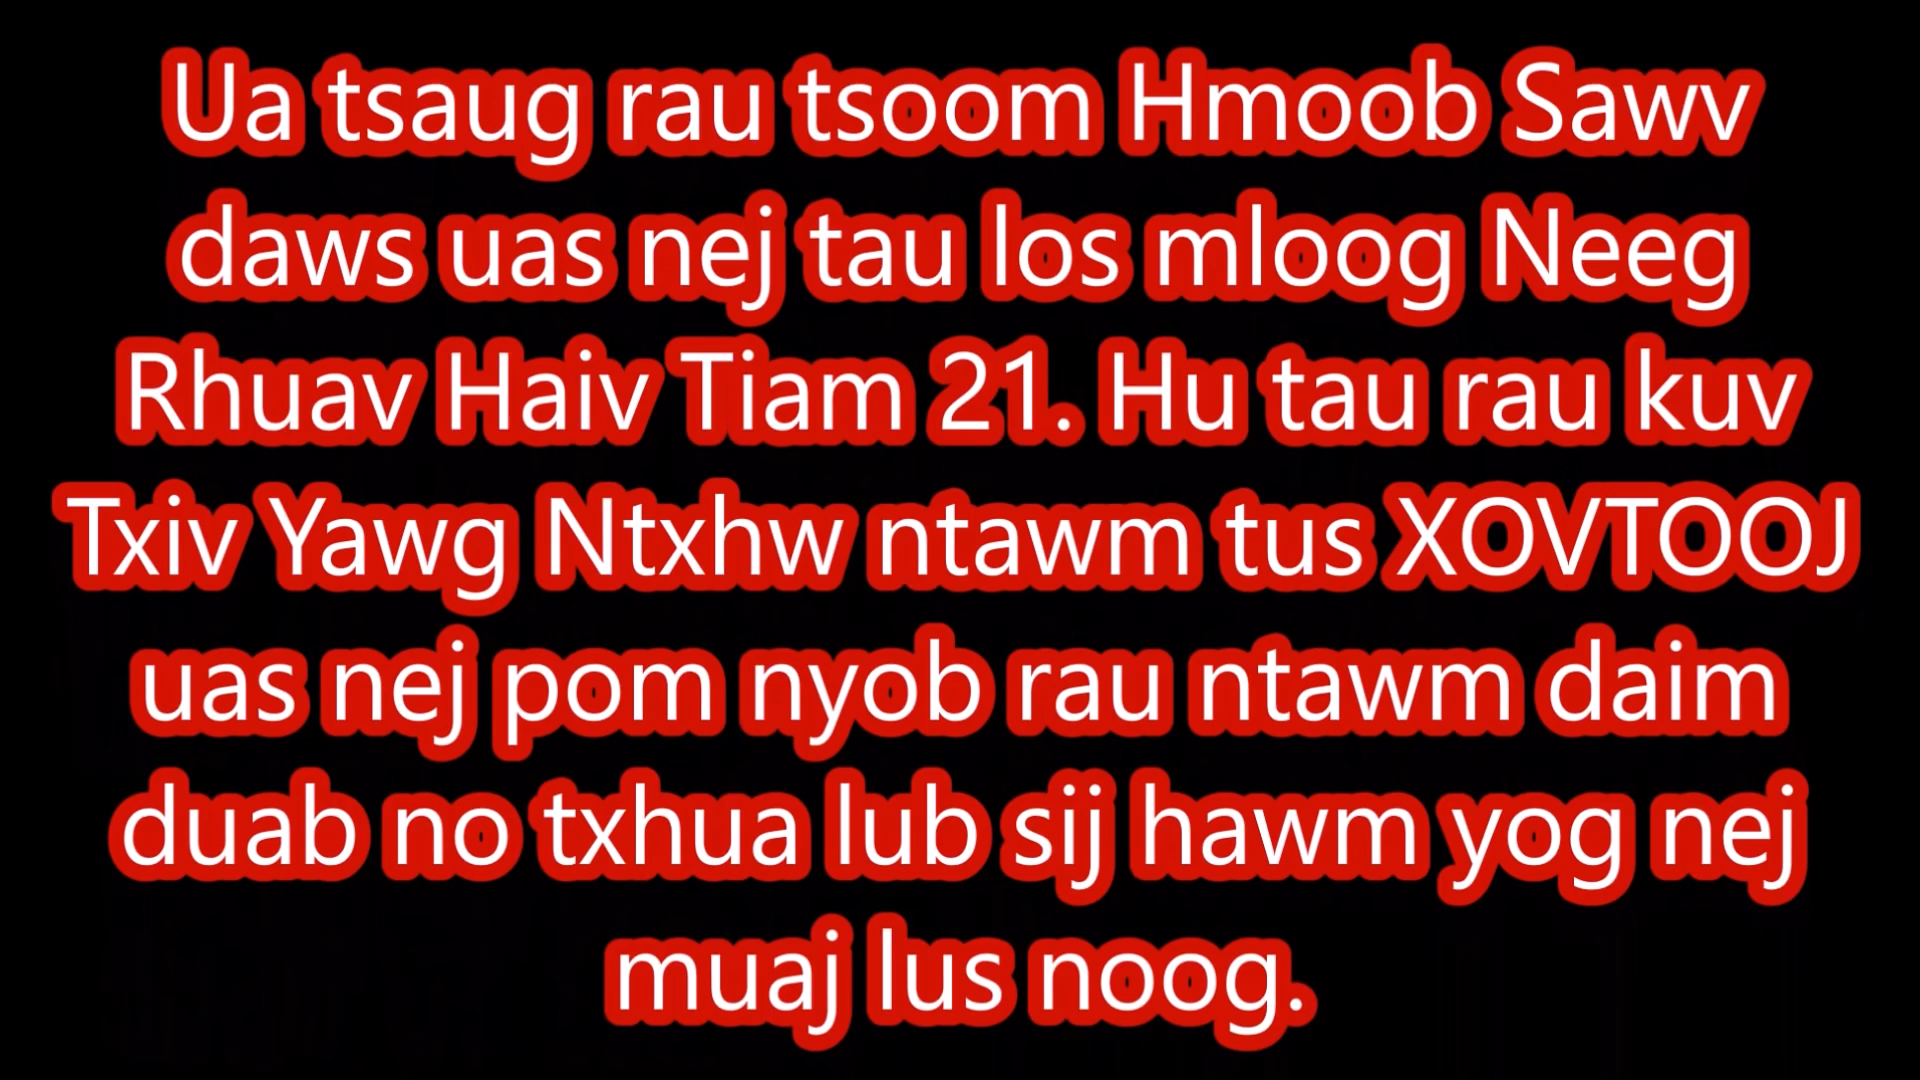 Ua tsaug rau tsoom Hmoob Sawv
daws uas nej tau los mloog Neeg
Rhuav Haiv Tiam 21. Hu tau rau kuv
Txiv Yawg Ntxhw ntawm tus XOVTOOJ
uas nej pom nyob rau ntawm daim
duab no txhua lub sij hawm yog nej
muaj lus noog.